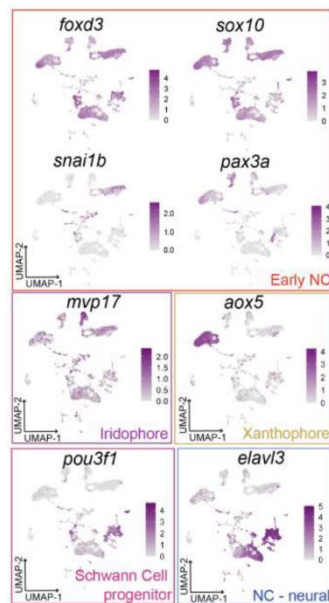 foxd3
sox10
4
3
2
1
0
3
2
1
0
snai1b
pax3a
2.0
1.0
0.0
4
3
2
1
0
UMAP-2
UMAP-1
Early NC
mvp17
aox5
2.0
1.5
1.0
0.5
0.0
4
2
0
UMAP-2
UMAP-1
Iridophore
UMAP-2
UMAP-1
Xanthophore
pou3f1
elavl3
4
3
2
1
0
5
4
3
2
1
0
UMAP-2
UMAP-1
Schwann Cell
progenitor
UMAP-2
UMAP-1
NC - neural